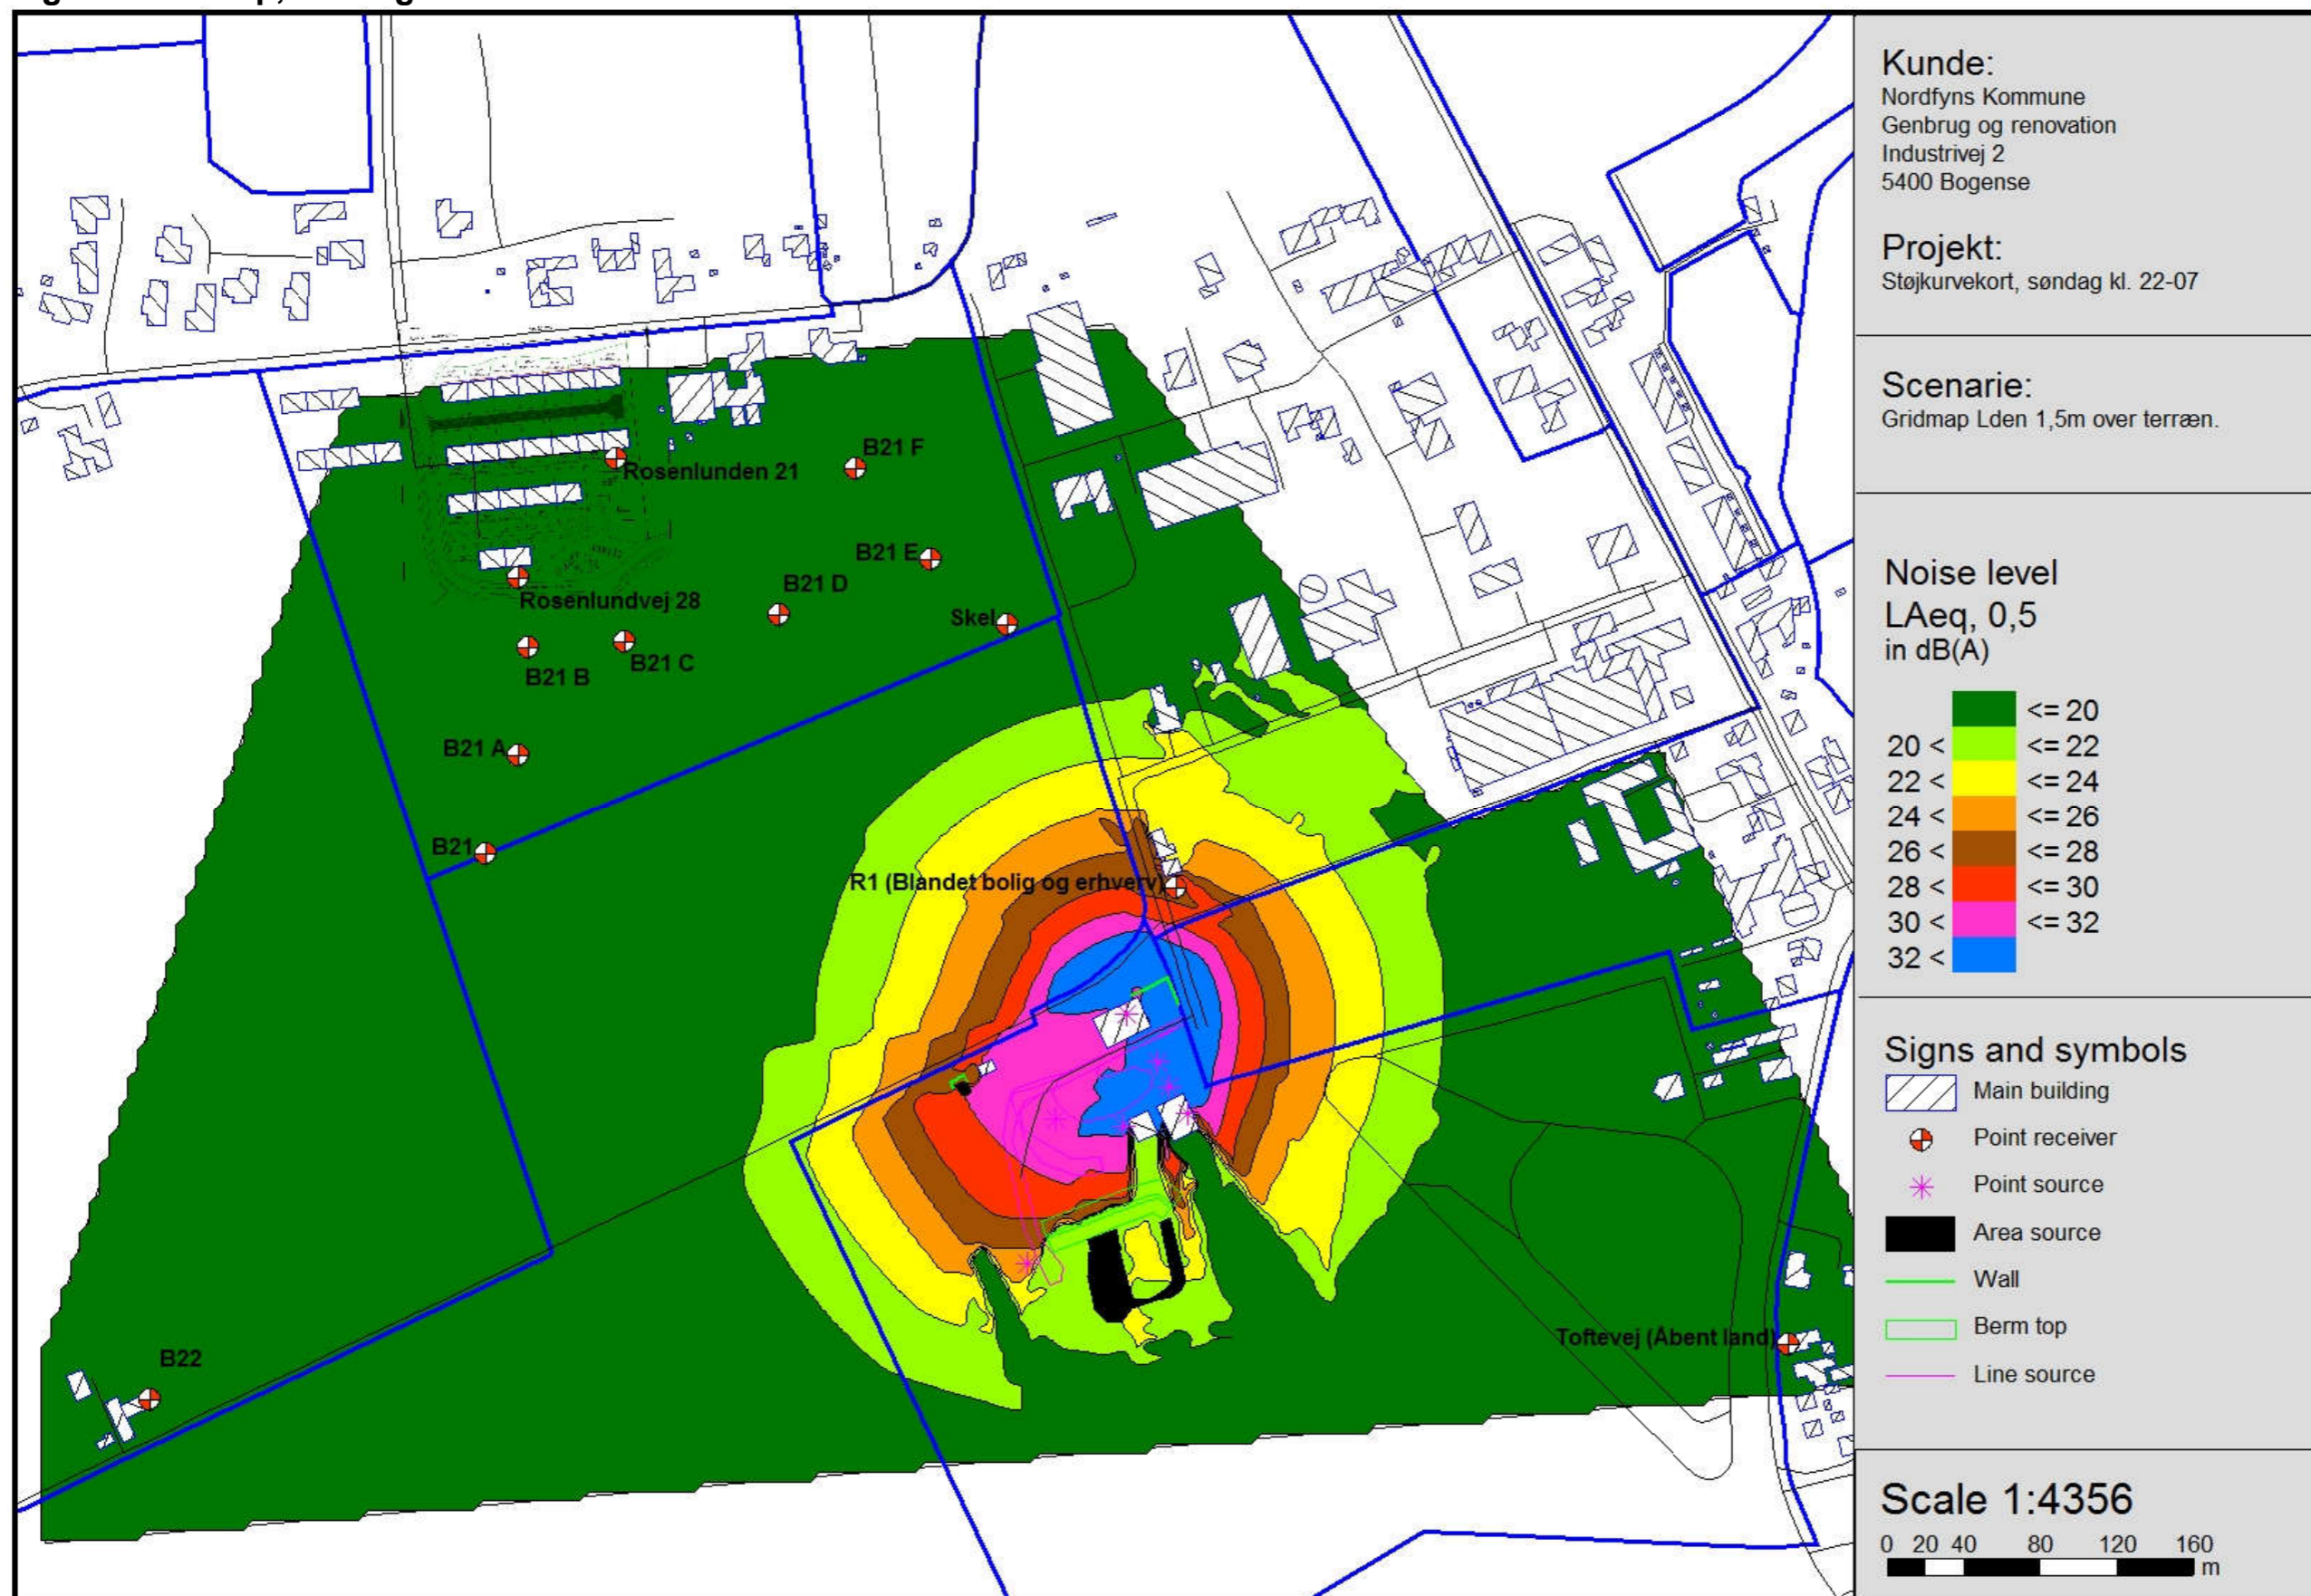 Kunde:
Nordfyns Kommune
Genbrug og renovation
Industrivej 2
5400 Bogense
Projekt:
Støjkurvekort, søndag kl. 22-07
Scenarie:
Gridmap Lden 1,5m over terræn.
Noise level
LAeq, 0,5
in dB(A)
<= 20
20 < <= 22
22 < <= 24
24 < <= 26
26 < <= 28
28 < <= 30
30 < <= 32
32 <
Signs and symbols
Main building
Point receiver
Point source
Area source
Wall
Berm top
Line source
Scale 1:4356
0 20 40 80 120 160
m
B21 F
Rosenlunden 21
B21 E
B21 D
Rosenlundvej 28
Skel
B21 C
B21 B
B21 A
B21
R1 (Blandet bolig og erhverv)
Toftevej (Åbent land)
B22